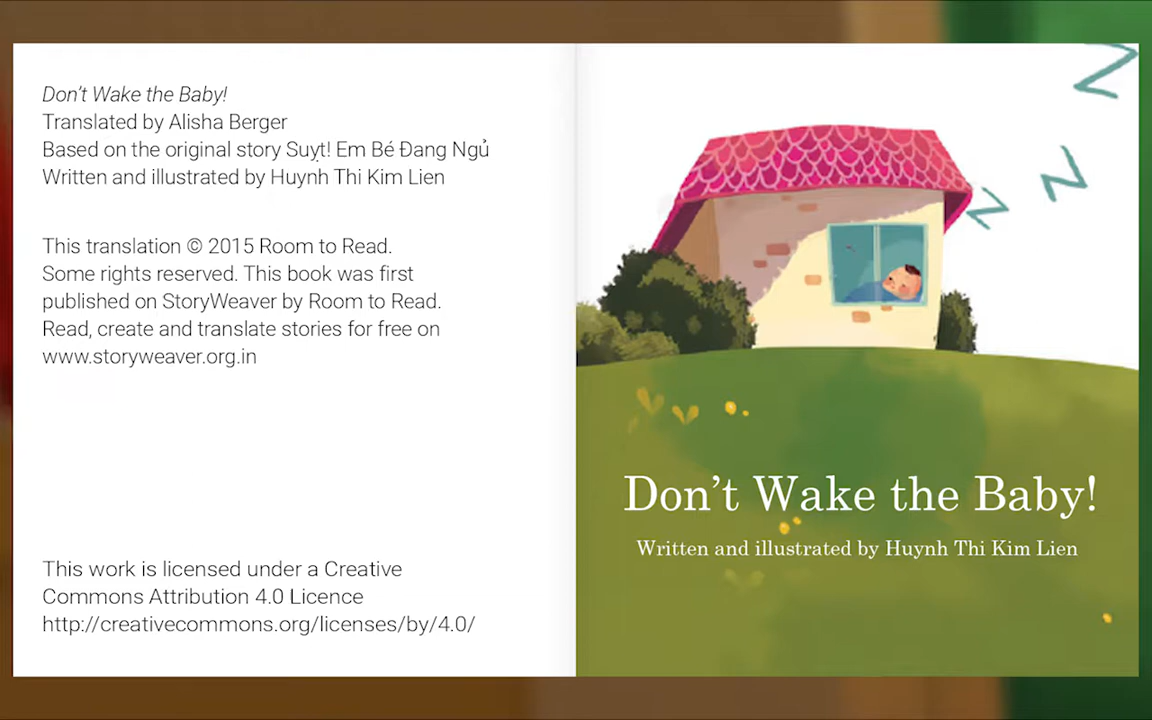 Don't Wake the Baby!
Translated by Alisha Berger
Based on the original story Suỵt! Em Bé Đang Ngủ
Written and illustrated by Huynh Thi Kim Lien
This translation © 2015 Room to Read.
Some rights reserved. This book was first
published on StoryWeaver by Room to Read.
Read, create and translate stories for free on
www.storyweaver.org.in
This work is licensed under a Creative
Commons Attribution 4.0 Licence
http://creativecommons.org/licenses/by/4.0/
Z
Z
Z
Don't Wake the Baby!
Written and illustrated by Huynh Thi Kim Lien